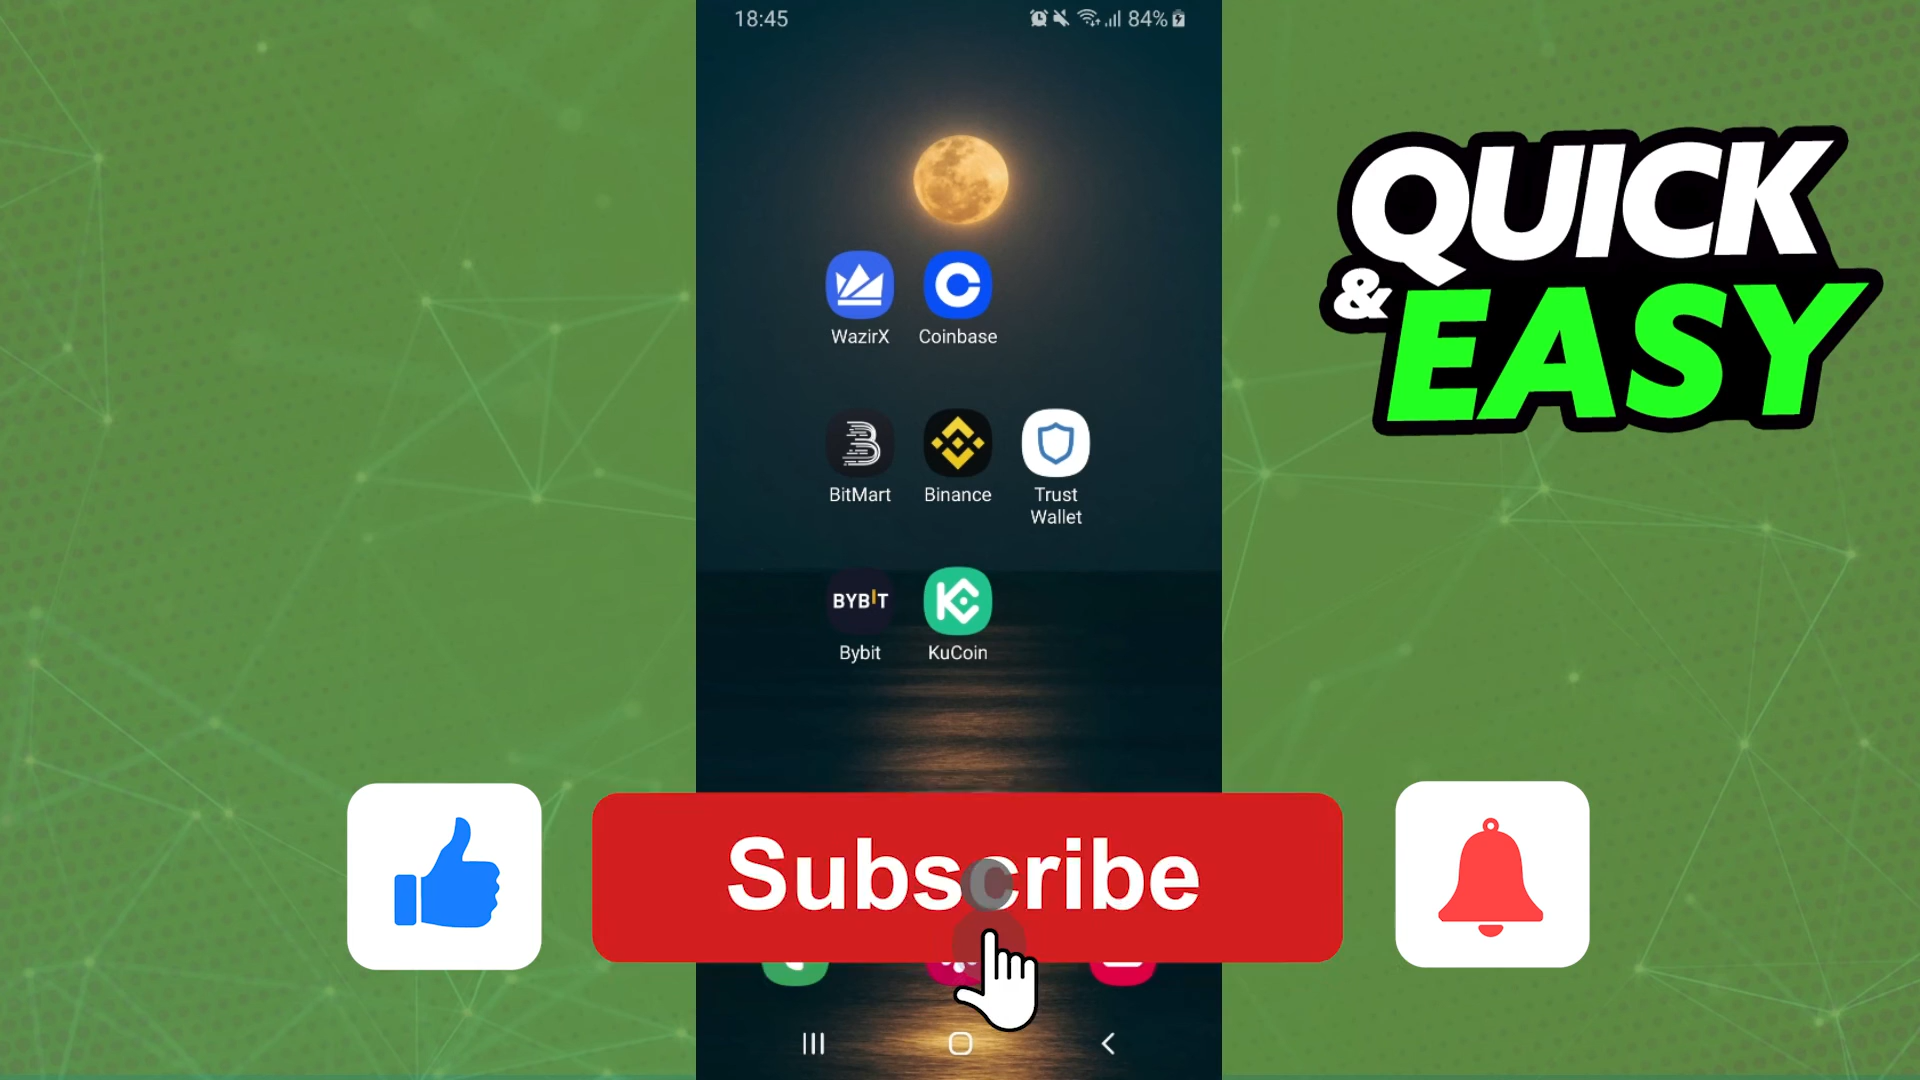 18:45
84%
QUICK
& EASY
WazirX
Coinbase
BitMart
Binance
Trust
Wallet
BYBIT
Bybit
KuCoin
Subscribe